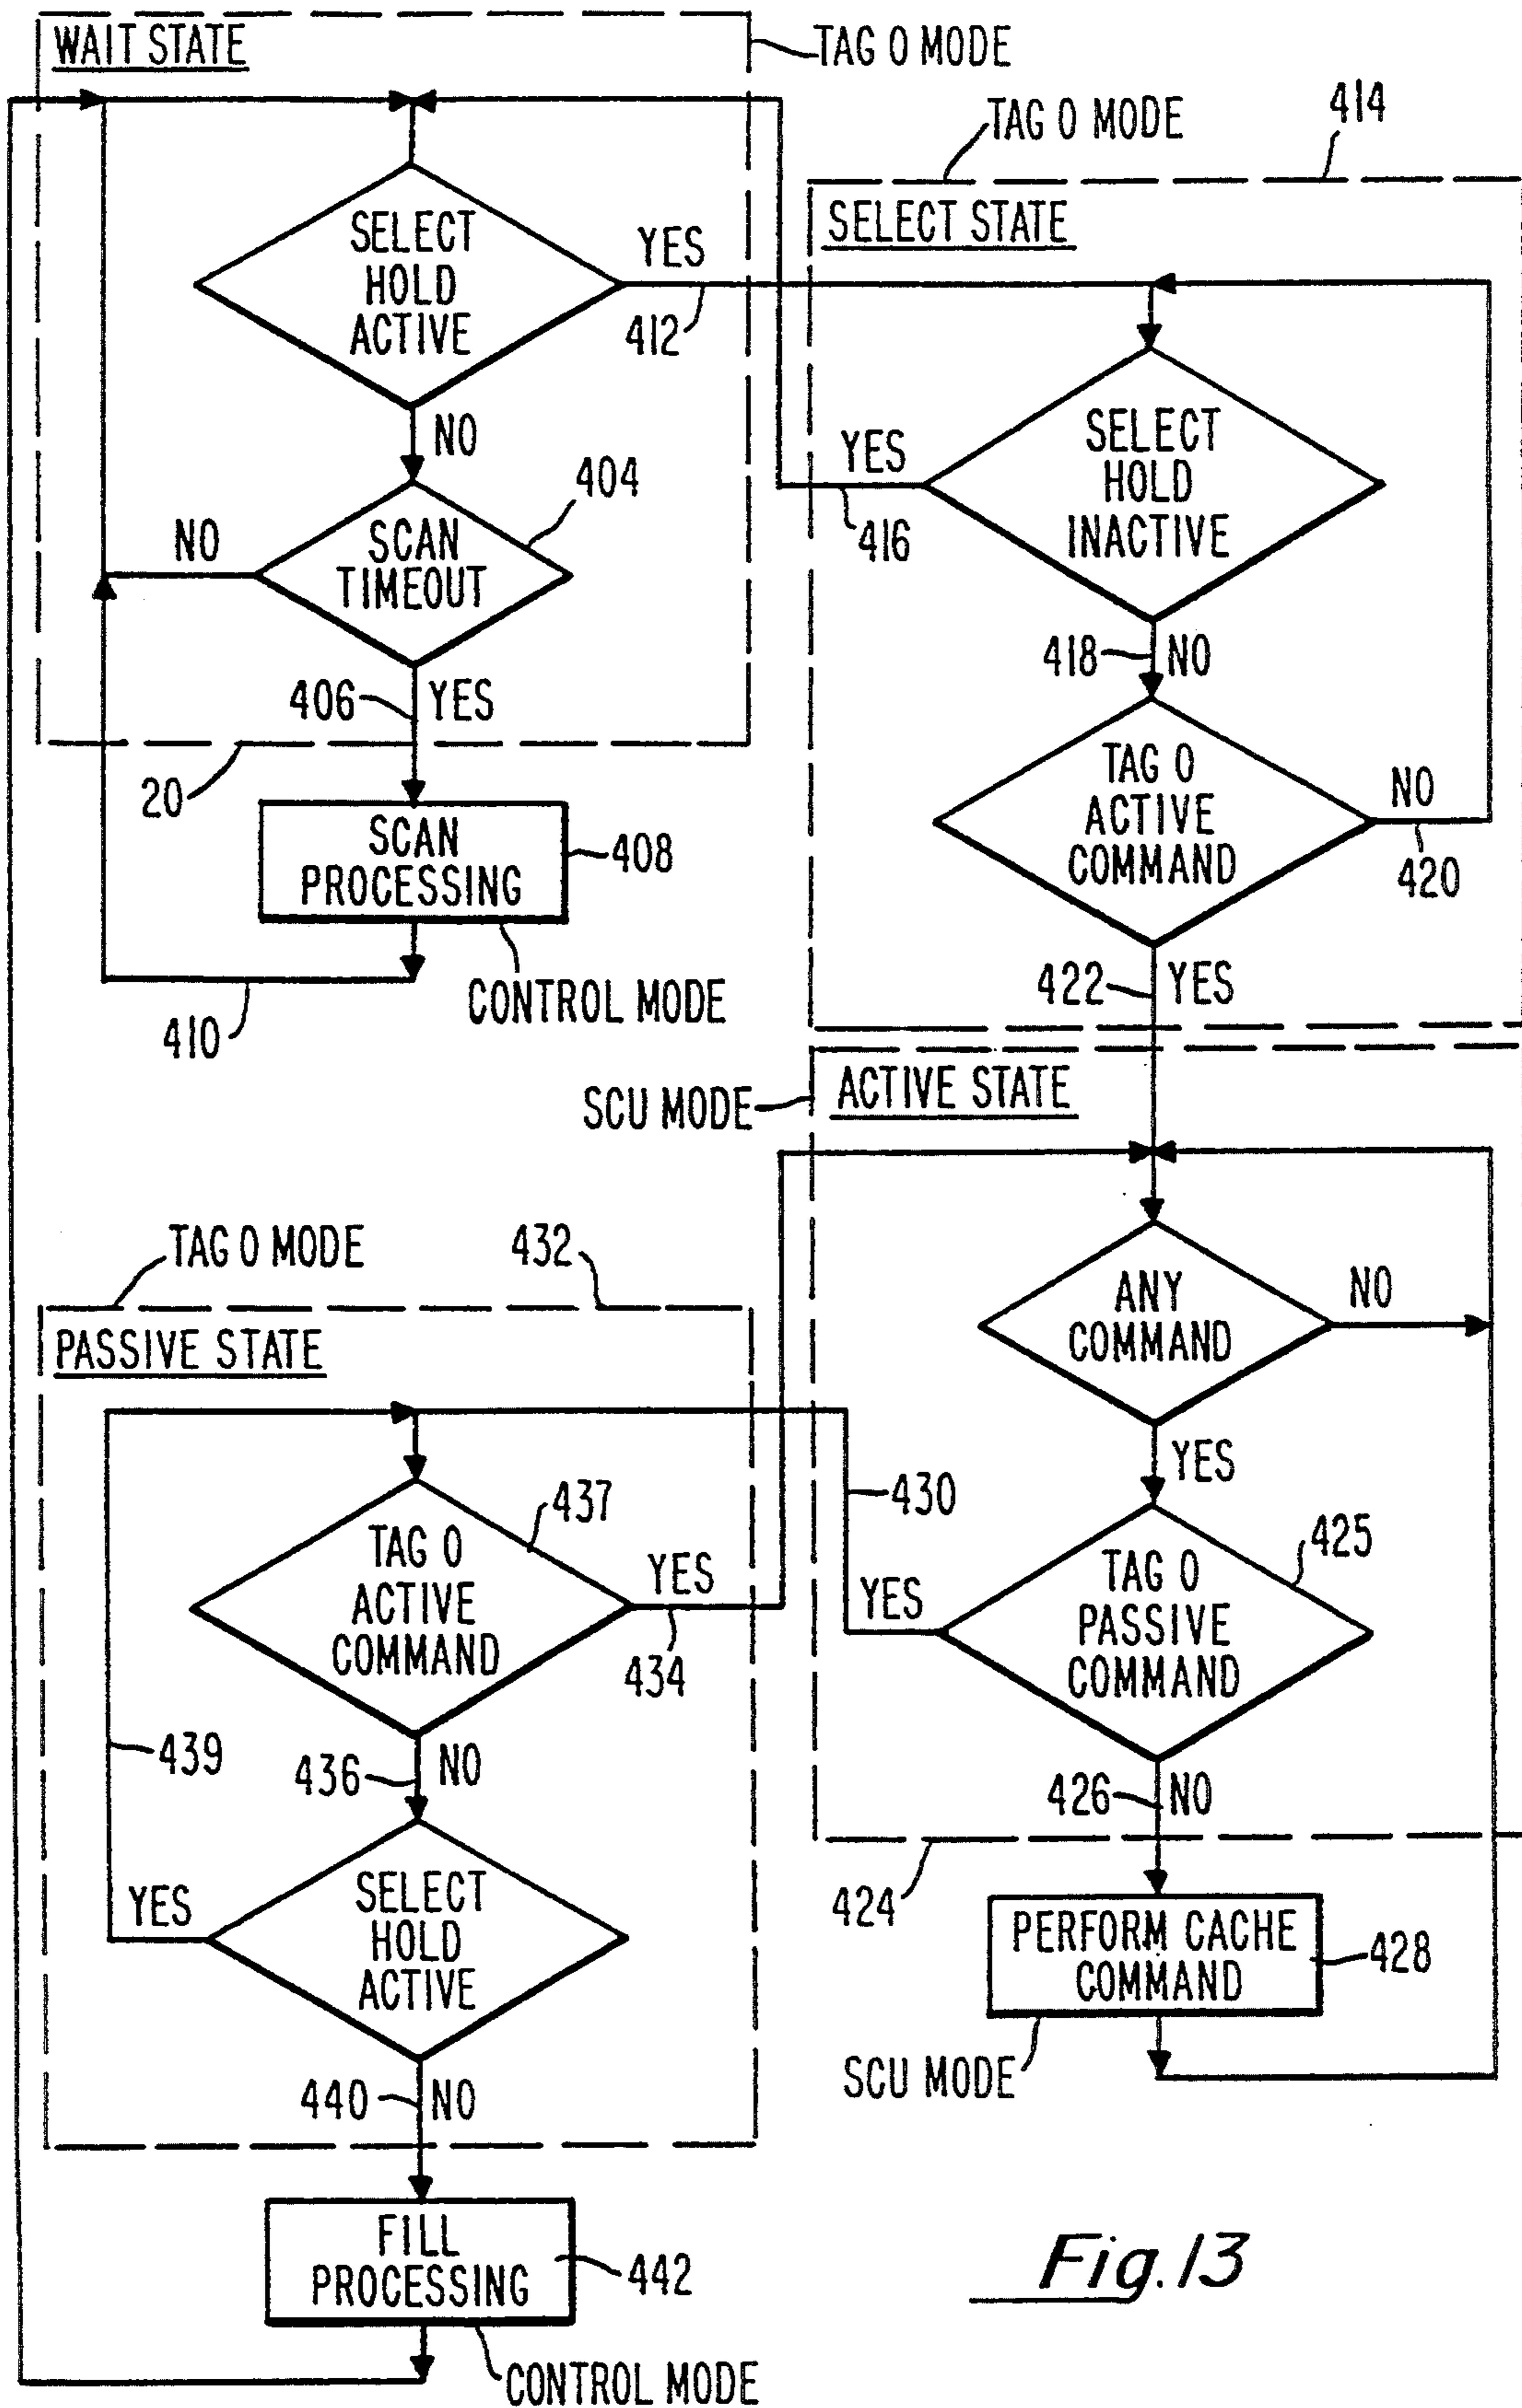 WAIT STATE
TAG 0 MODE
SELECT
HOLD
ACTIVE
YES
412
NO
404
SCAN
TIMEOUT
NO
406
YES
20
SCAN
PROCESSING
408
CONTROL MODE
410
TAG 0 MODE
414
SELECT STATE
SELECT
HOLD
INACTIVE
YES
416
418
NO
TAG 0
ACTIVE
COMMAND
NO
420
422
YES
SCU MODE
ACTIVE STATE
ANY
COMMAND
NO
YES
430
425
TAG 0
PASSIVE
COMMAND
YES
426
NO
424
PERFORM CACHE
COMMAND
428
SCU MODE
TAG 0 MODE
432
PASSIVE STATE
437
TAG 0
ACTIVE
COMMAND
YES
434
439
436
NO
SELECT
HOLD
ACTIVE
YES
440
NO
FILL
PROCESSING
442
CONTROL MODE
Fig. 13